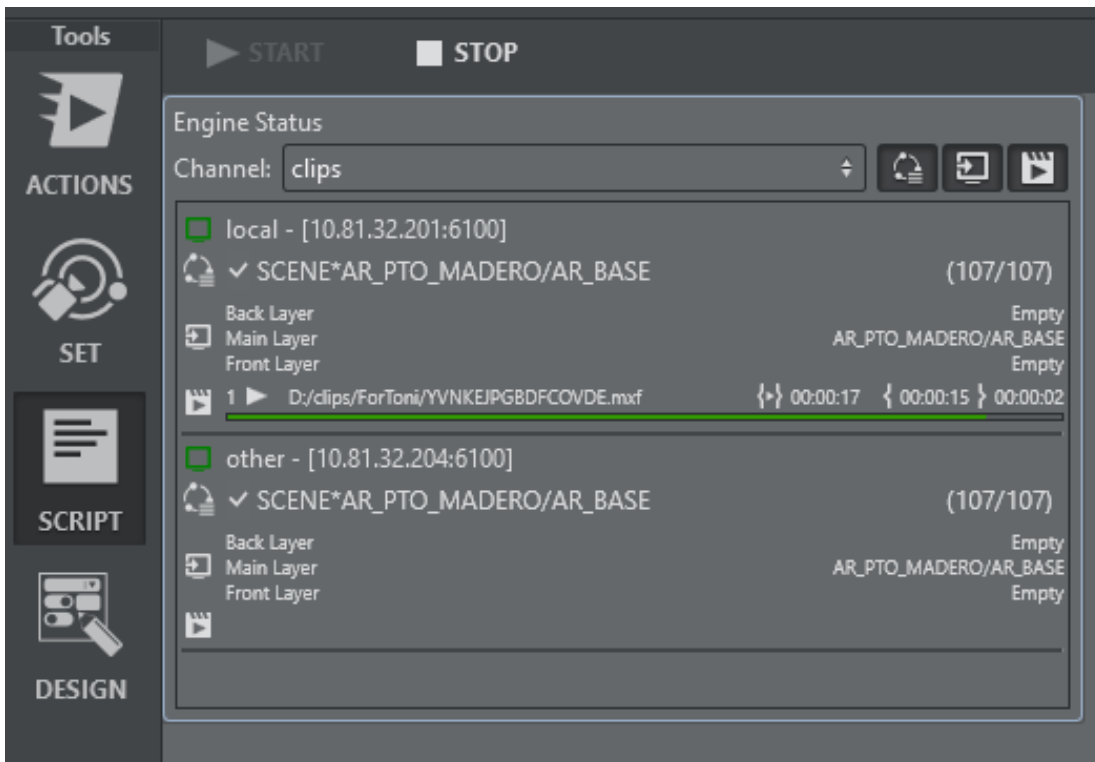 Tools
START STOP
ACTIONS
SET
SCRIPT
DESIGN
Engine Status
Channel: clips
local - [10.81.32.201:6100]
SCENE*AR_PTO_MADERO/AR_BASE (107/107)
Back Layer Empty
Main Layer AR_PTO_MADERO/AR_BASE
Front Layer Empty
1 D:/clips/ForToni/YVNKEJPGBDFCOVDE.mxf {▸} 00:00:17 { 00:00:15 } 00:00:02
other - [10.81.32.204:6100]
SCENE*AR_PTO_MADERO/AR_BASE (107/107)
Back Layer Empty
Main Layer AR_PTO_MADERO/AR_BASE
Front Layer Empty